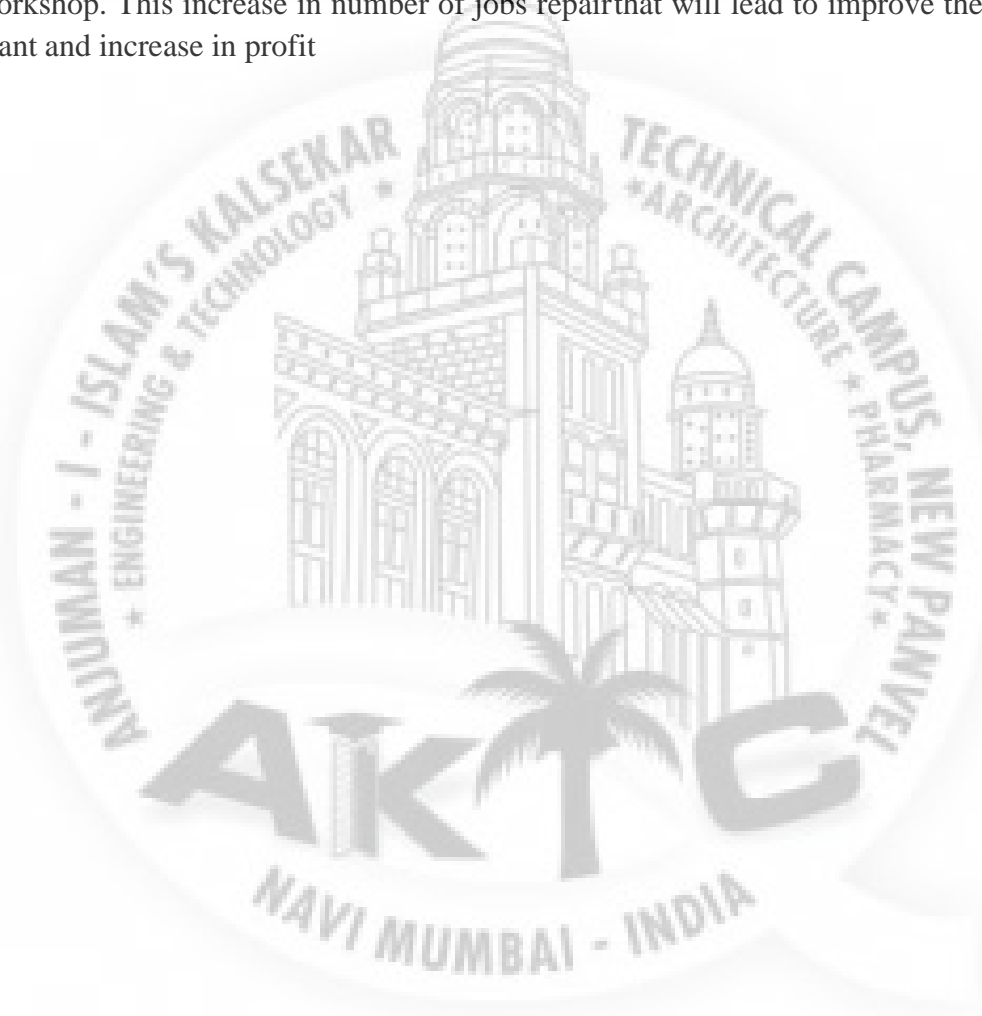 orkshop. This increase in number of jobs repairthat will lead to improve the
ant and increase in profit
ANJUMAN - I - ISLAM'S KALSEKAR TECHNICAL CAMPUS, NEW PANVEL
* ENGINEERING & TECHNOLOGY * *ARCHITECTURE * PHARMACY*
AKTC
NAVI MUMBAI - INDIA